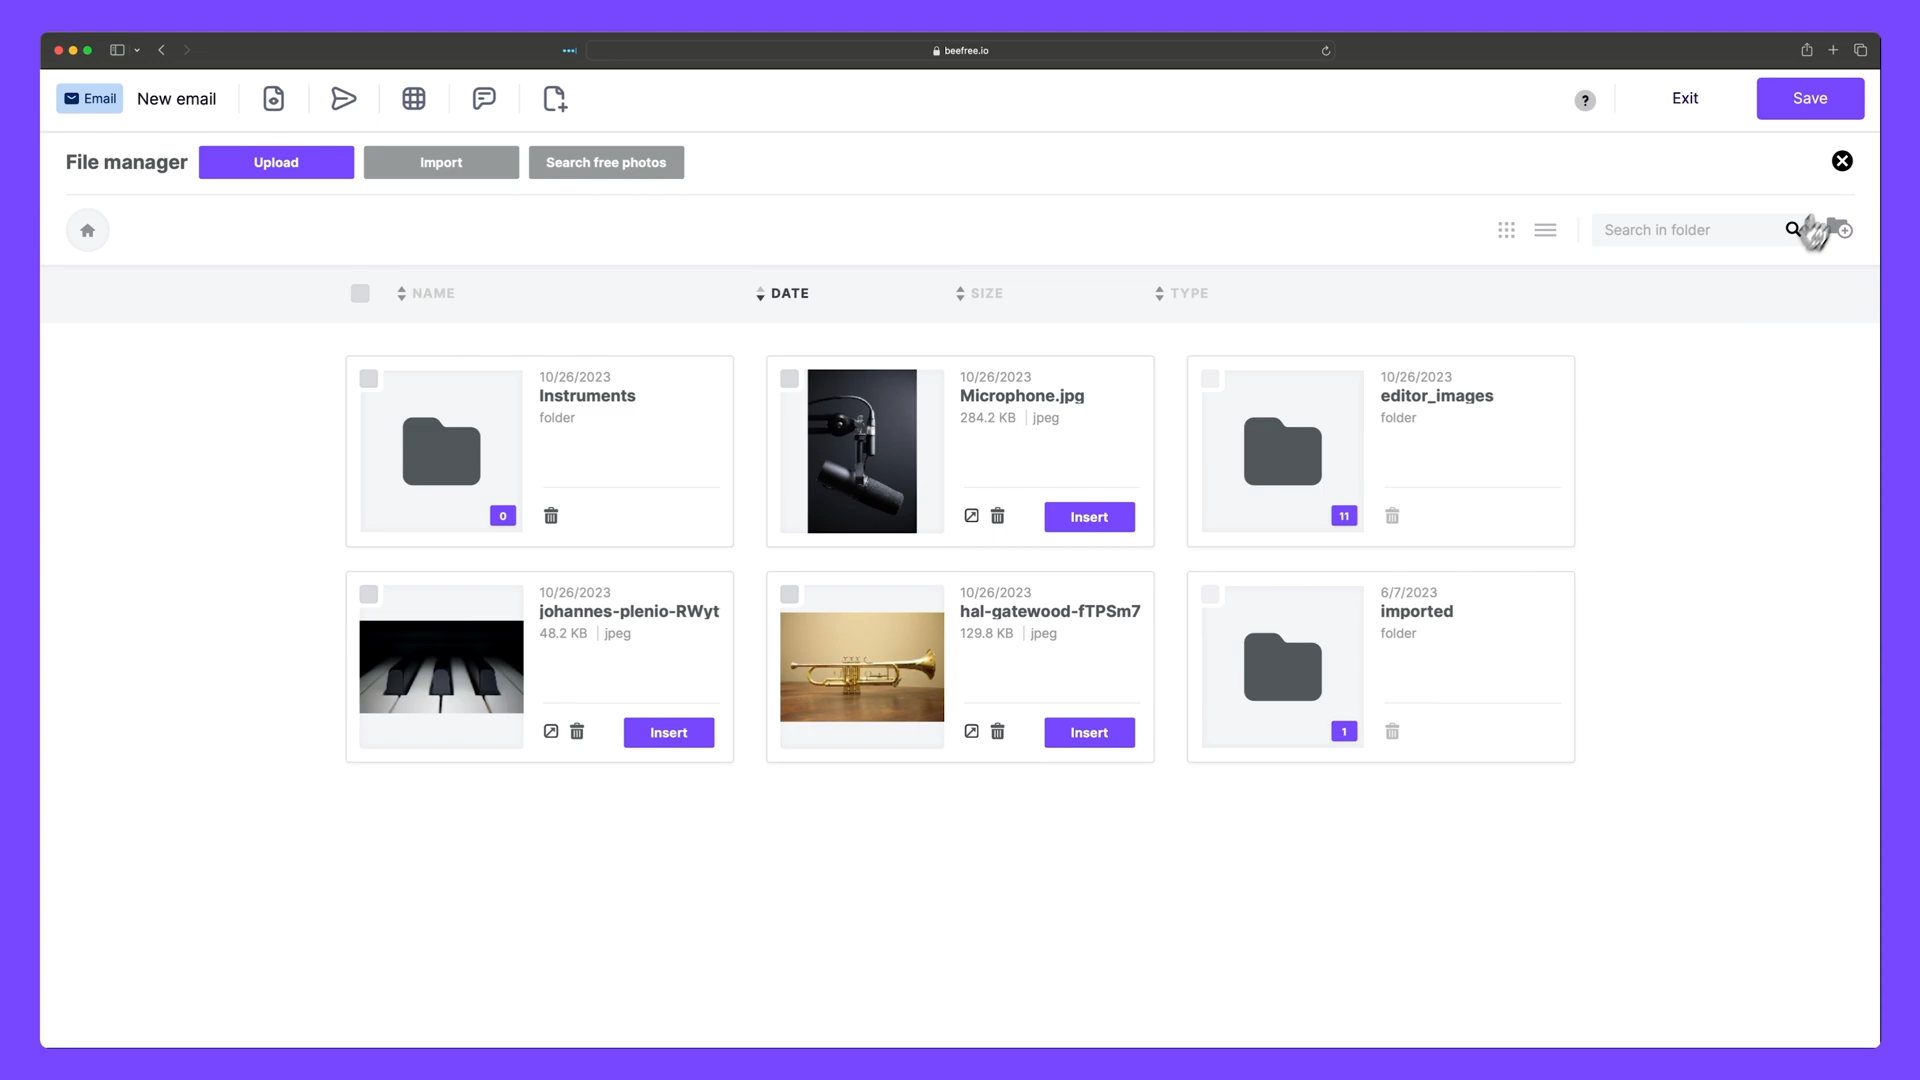 beefree.io
Email New email ? Exit Save
File manager Upload Import Search free photos
Search in folder
NAME DATE SIZE TYPE
10/26/2023
Instruments
folder
0
10/26/2023
Microphone.jpg
284.2 KB | jpeg
Insert
10/26/2023
editor_images
folder
11
10/26/2023
johannes-plenio-RWyt
48.2 KB | jpeg
Insert
10/26/2023
hal-gatewood-fTPSm7
129.8 KB | jpeg
Insert
6/7/2023
imported
folder
1